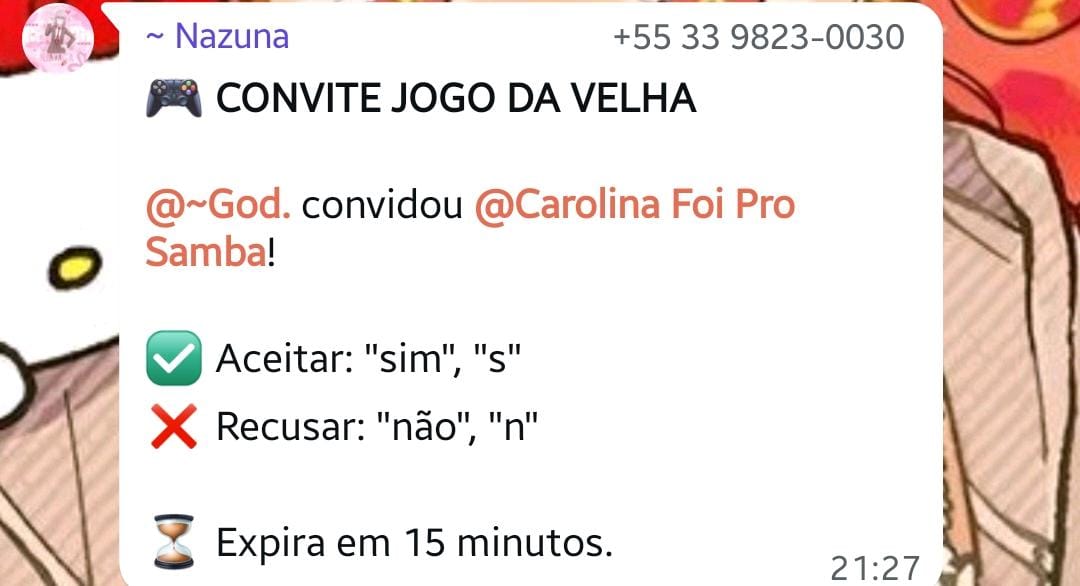 ~ Nazuna +55 33 9823-0030
🎮 CONVITE JOGO DA VELHA
@~God. convidou @Carolina Foi Pro
Samba!
✅ Aceitar: "sim", "s"
❌ Recusar: "não", "n"
⏳ Expira em 15 minutos.
21:27